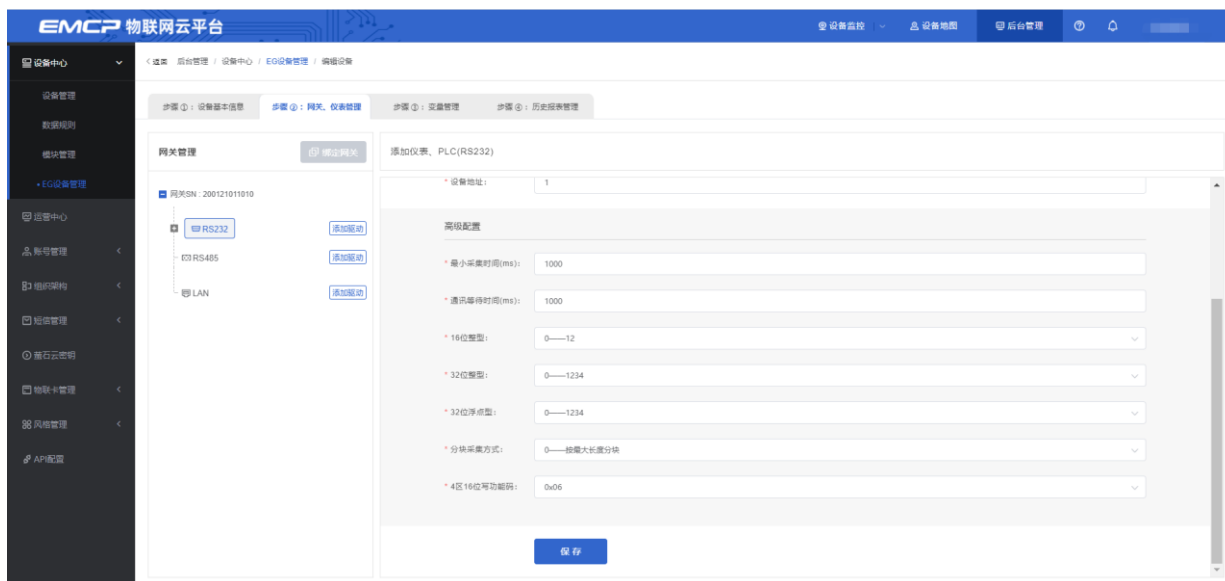 EMCP 物联网云平台
设备监控
设备地图
后台管理
设备中心
设备管理
数据规则
模块管理
•EG设备管理
运营中心
账号管理
组织架构
短信管理
萤石云密钥
物联卡管理
风格管理
API配置
<返回 后台管理 / 设备中心 / EG设备管理 / 编辑设备
步骤①：设备基本信息
步骤②：网关、仪表管理
步骤③：变量管理
步骤④：历史报表管理
网关管理
绑定网关
网关SN : 200121011010
RS232 添加驱动
RS485 添加驱动
LAN 添加驱动
添加仪表、PLC(RS232)
* 设备地址： 1
高级配置
* 最小采集时间(ms)： 1000
* 通讯等待时间(ms)： 1000
* 16位整型： 0——12
* 32位整型： 0——1234
* 32位浮点型： 0——1234
* 分块采集方式： 0——按最大长度分块
* 4区16位写功能码： 0x06
保存